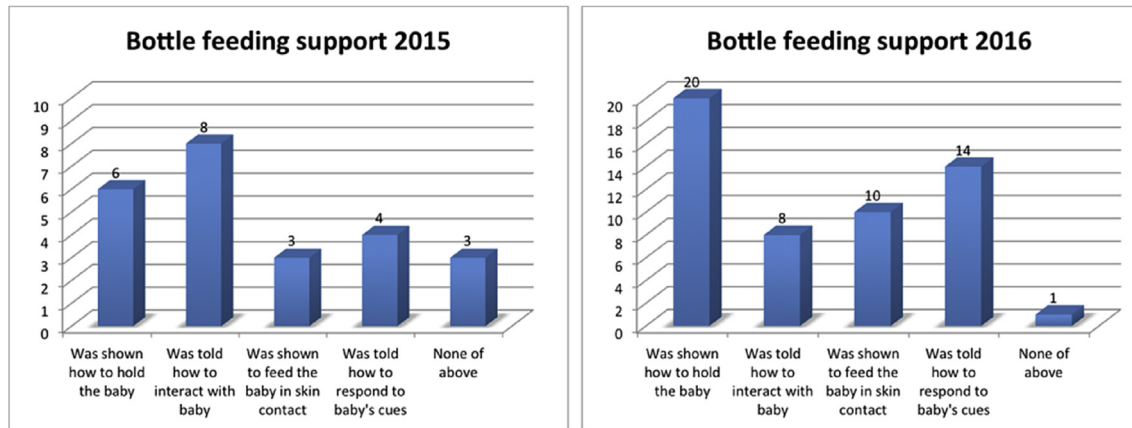 Bottle feeding support 2015
10
9
8
7
6
5
4
3
2
1
0
6
8
3
4
3
Was shown
how to hold
the baby
Was told
how to
interact with
baby
Was shown
to feed the
baby in skin
contact
Was told
how to
respond to
baby's cues
None of
above
Bottle feeding support 2016
20
18
16
14
12
10
8
6
4
2
0
20
8
10
14
1
Was shown
how to hold
the baby
Was told
how to
interact with
baby
Was shown
to feed the
baby in skin
contact
Was told
how to
respond to
baby's cues
None of
above